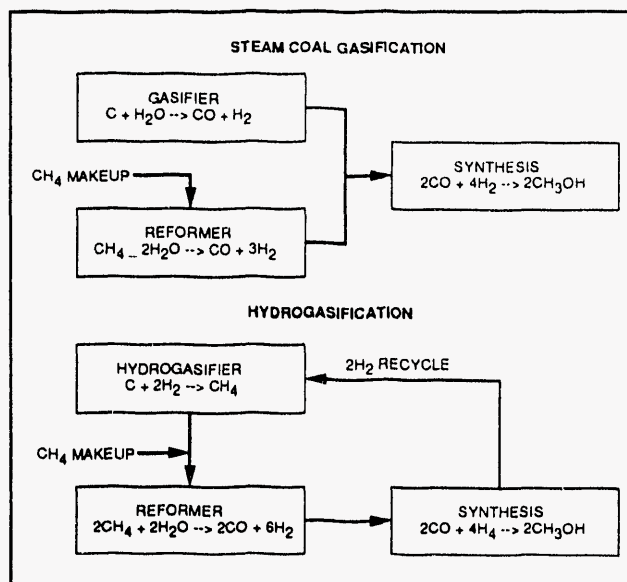 STEAM COAL GASIFICATION
GASIFIER
C + H₂O --> CO + H₂
CH₄ MAKEUP
REFORMER
CH₄ _ 2H₂O --> CO + 3H₂
SYNTHESIS
2CO + 4H₂ --> 2CH₃OH
HYDROGASIFICATION
HYDROGASIFIER
C + 2H₂ --> CH₄
2H₂ RECYCLE
CH₄ MAKEUP
REFORMER
2CH₄ + 2H₂O --> 2CO + 6H₂
SYNTHESIS
2CO + 4H₄ --> 2CH₃OH